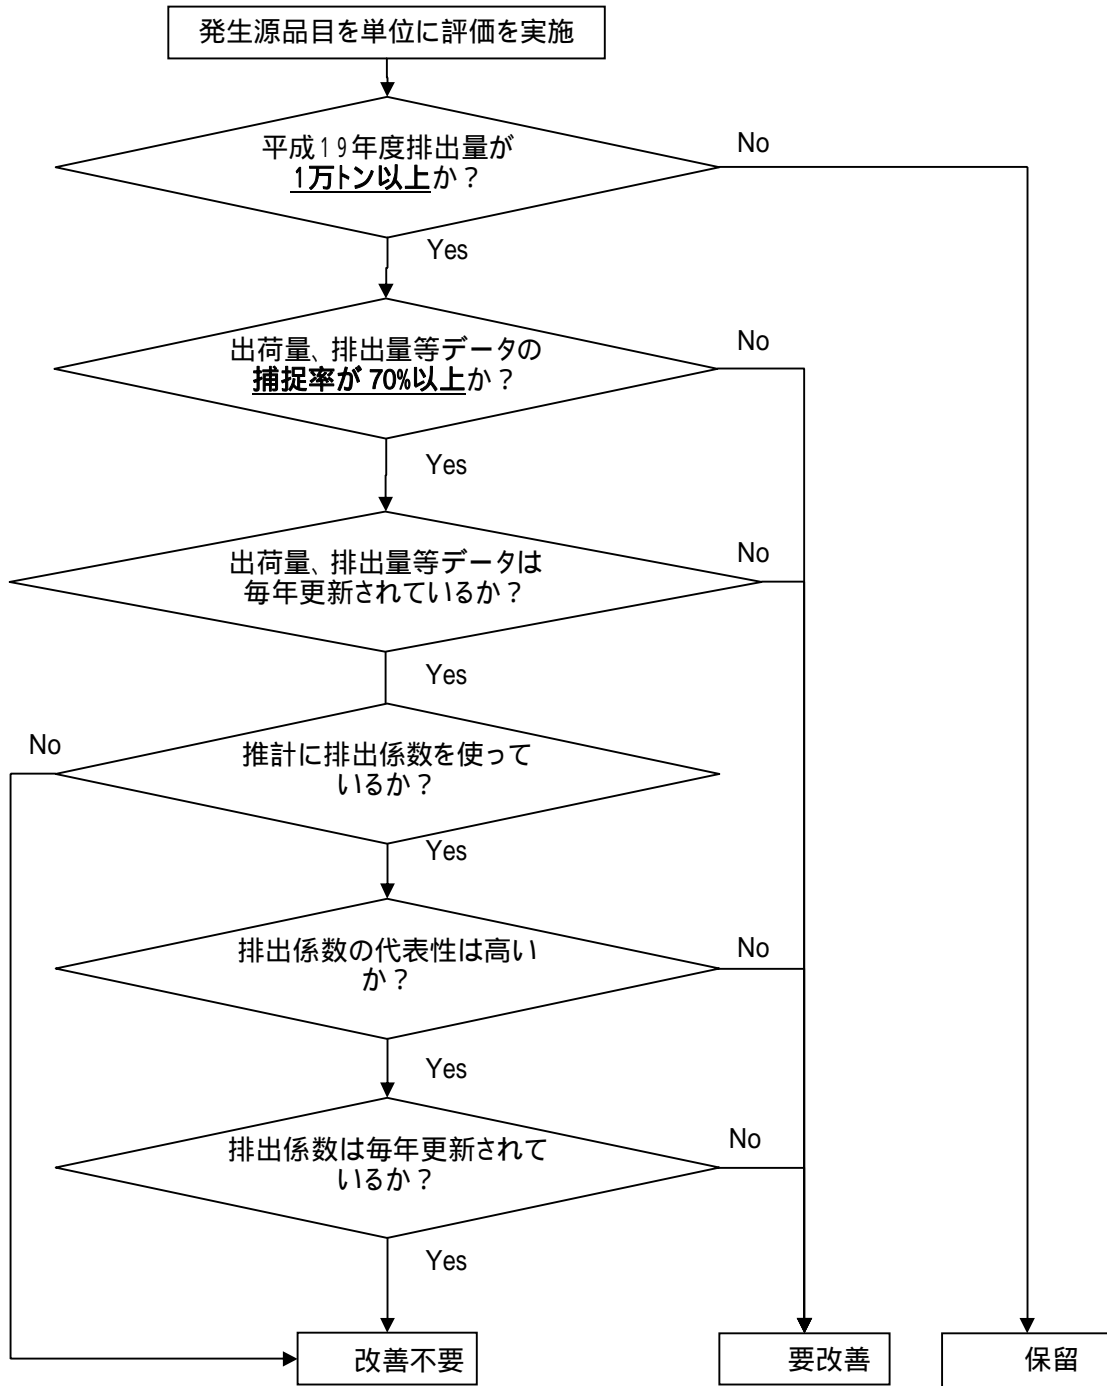 発生源品目を単位に評価を実施
平成19年度排出量が
1万トン以上か？
No
Yes
出荷量、排出量等データの
捕捉率が 70%以上か？
No
Yes
出荷量、排出量等データは
毎年更新されているか？
No
Yes
推計に排出係数を使って
いるか？
No
Yes
排出係数の代表性は高い
か？
No
Yes
排出係数は毎年更新されて
いるか？
No
Yes
改善不要
要改善
保留